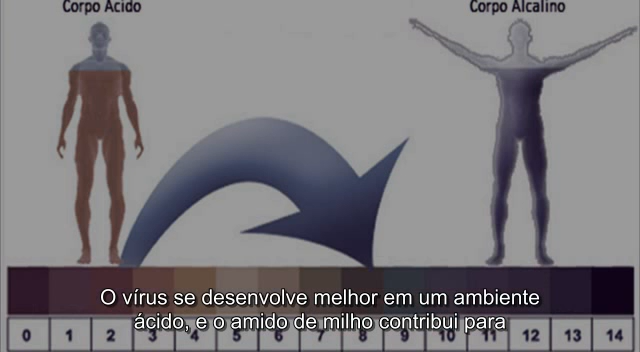 Corpo Ácido
Corpo Alcalino
O vírus se desenvolve melhor em um ambiente
ácido, e o amido de milho contribui para
0 1 2 3 4 5 6 7 8 9 10 11 12 13 14